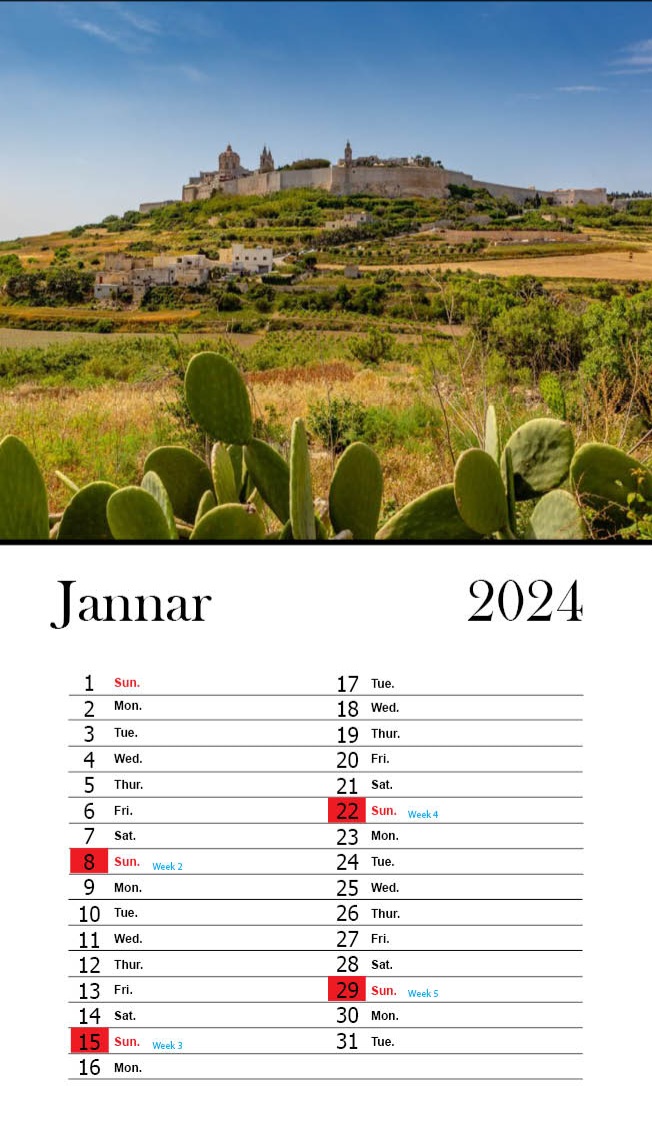 Jannar 2024
1 Sun.
2 Mon.
3 Tue.
4 Wed.
5 Thur.
6 Fri.
7 Sat.
8 Sun. Week 2
9 Mon.
10 Tue.
11 Wed.
12 Thur.
13 Fri.
14 Sat.
15 Sun. Week 3
16 Mon.
17 Tue.
18 Wed.
19 Thur.
20 Fri.
21 Sat.
22 Sun. Week 4
23 Mon.
24 Tue.
25 Wed.
26 Thur.
27 Fri.
28 Sat.
29 Sun. Week 5
30 Mon.
31 Tue.